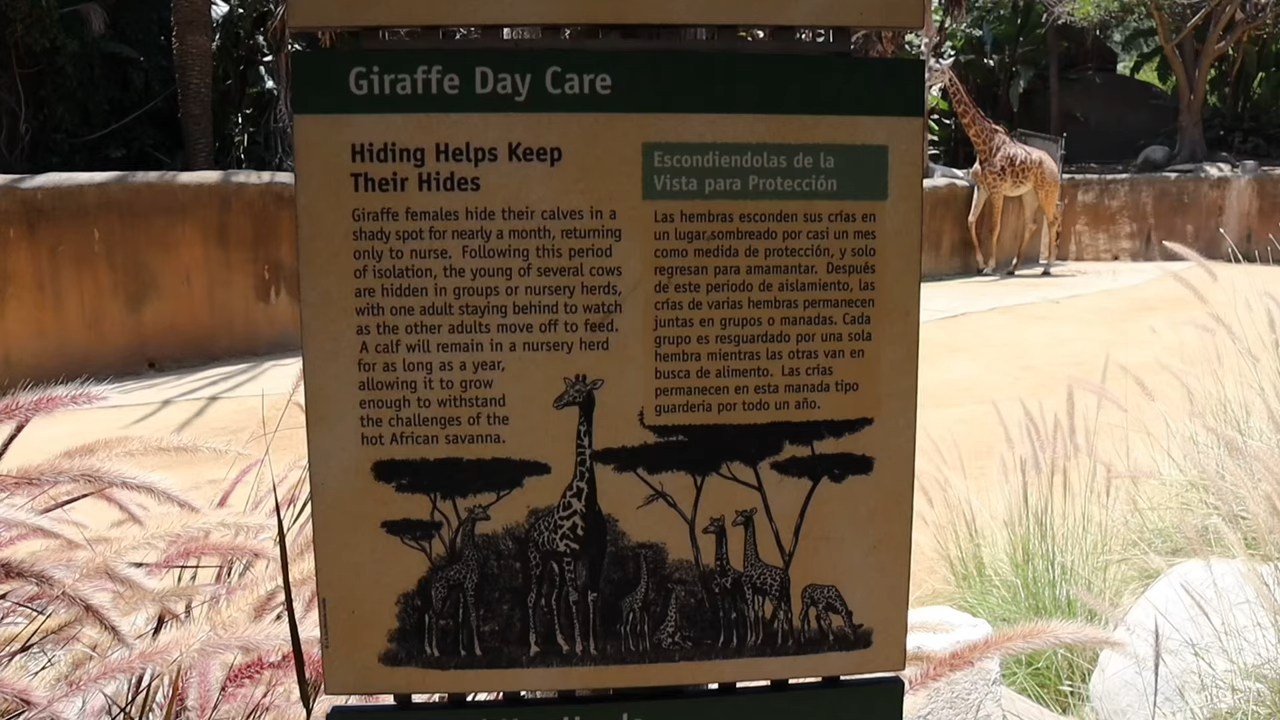 Giraffe Day Care
Hiding Helps Keep
Their Hides
Giraffe females hide their calves in a
shady spot for nearly a month, returning
only to nurse. Following this period
of isolation, the young of several cows
are hidden in groups or nursery herds,
with one adult staying behind to watch
as the other adults move off to feed.
A calf will remain in a nursery herd
for as long as a year,
allowing it to grow
enough to withstand
the challenges of the
hot African savanna.
Escondiendolas de la
Vista para Protección
Las hembras esconden sus crías en
un lugar sombreado por casi un mes
como medida de protección, y solo
regresan para amamantar. Después
de este periodo de aislamiento, las
crías de varias hembras permanecen
juntas en grupos o manadas. Cada
grupo es resguardado por una sola
hembra mientras las otras van en
busca de alimento. Las crías
permanecen en esta manada tipo
guarderia por todo un año.